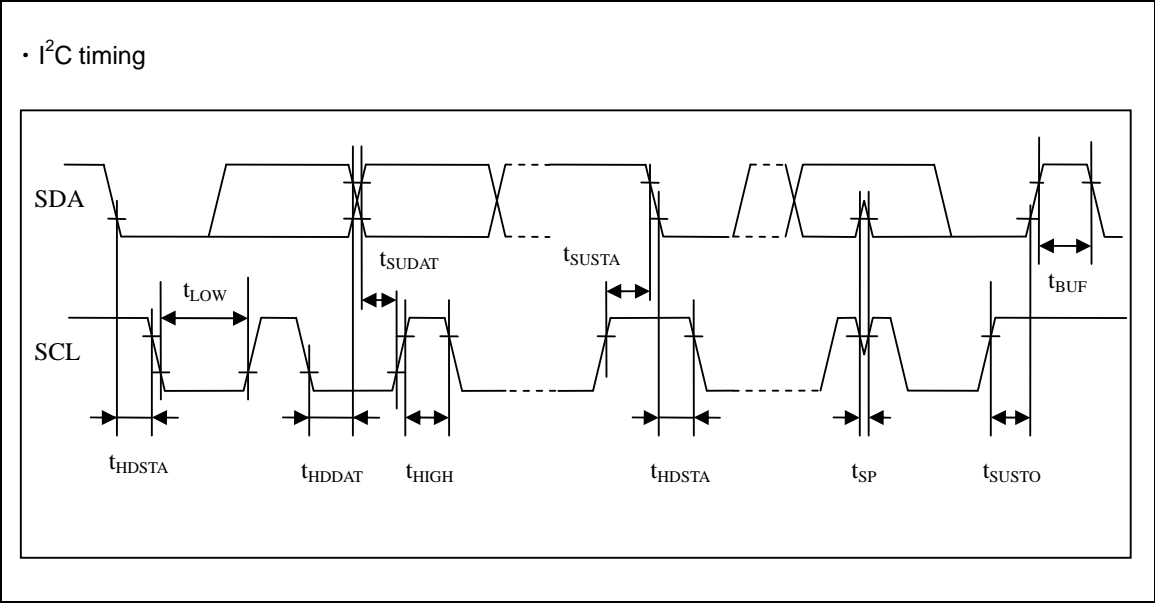 ・I²C timing
SDA
tSUDAT
tSUSTA
tBUF
tLOW
SCL
tHDSTA
tHDDAT
tHIGH
tHDSTA
tSP
tSUSTO